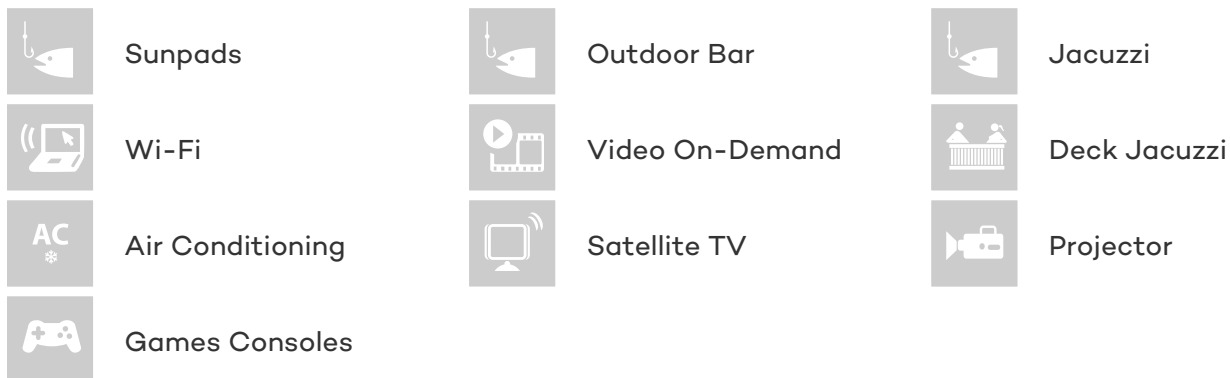 Sunpads
Outdoor Bar
Jacuzzi
Wi-Fi
Video On-Demand
Deck Jacuzzi
AC
Air Conditioning
Satellite TV
Projector
Games Consoles